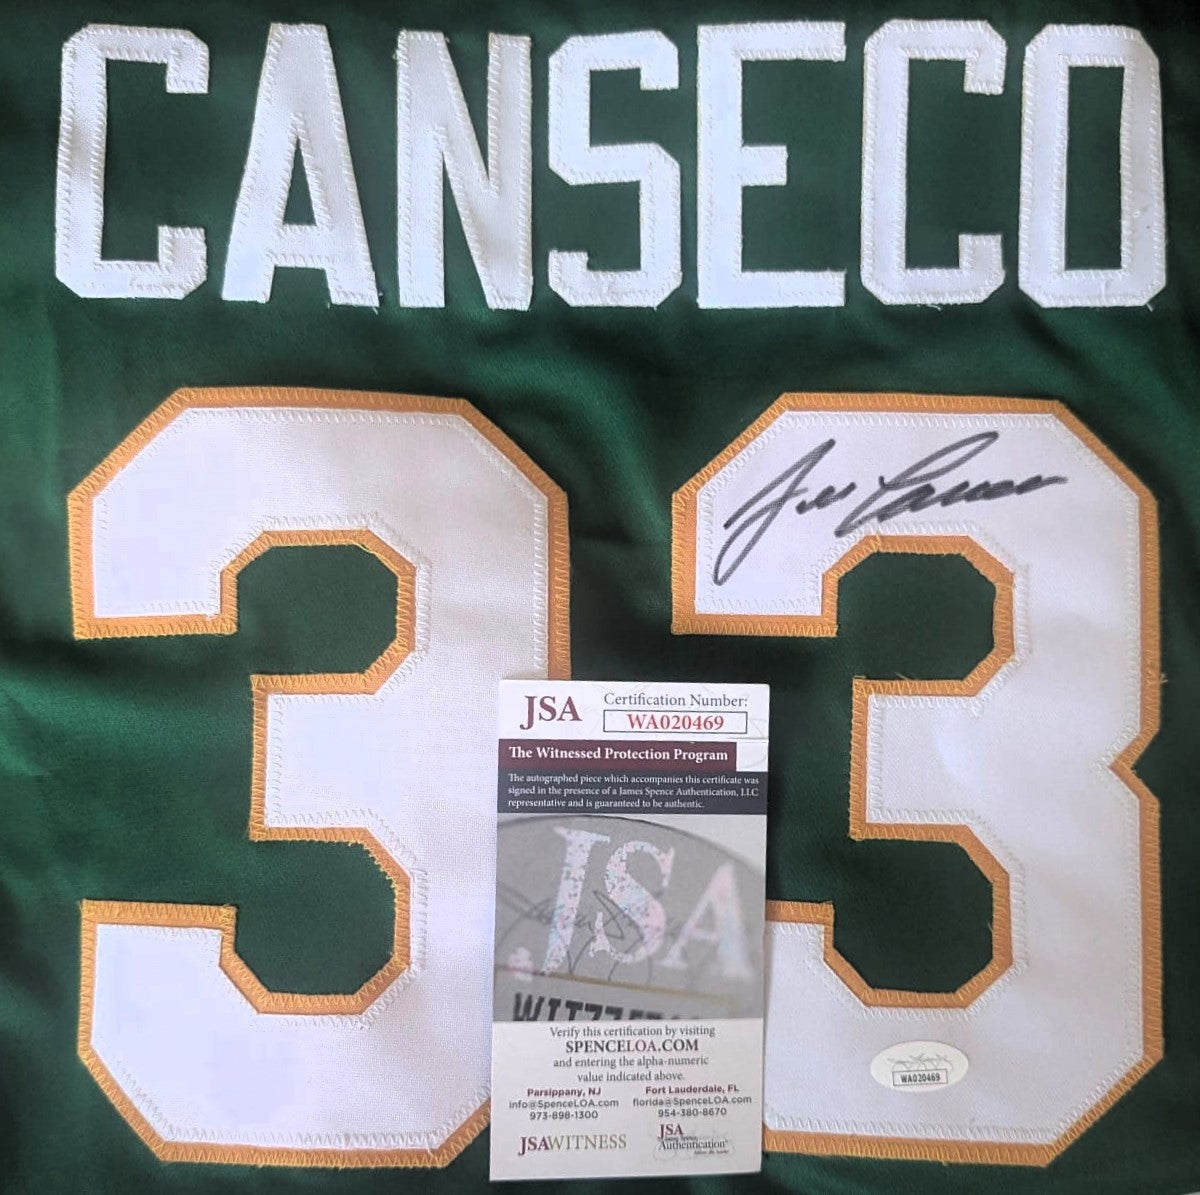 CANSECO
33
Jose Canseco
JSA
Certification Number:
WA020469
The Witnessed Protection Program
The autographed piece which accompanies this certificate was
signed in the presence of a James Spence Authentication, LLC
representative and is guaranteed to be authentic.
JSA
Verify this certification by visiting
SPENCELOA.COM
and entering the alpha-numeric
value indicated above.
Parsippany, NJ
info@SpenceLOA.com
973-898-1300
Fort Lauderdale, FL
florida@SpenceLOA.com
954-380-8670
JSAWITNESS
JSA
Authentication
WA020469